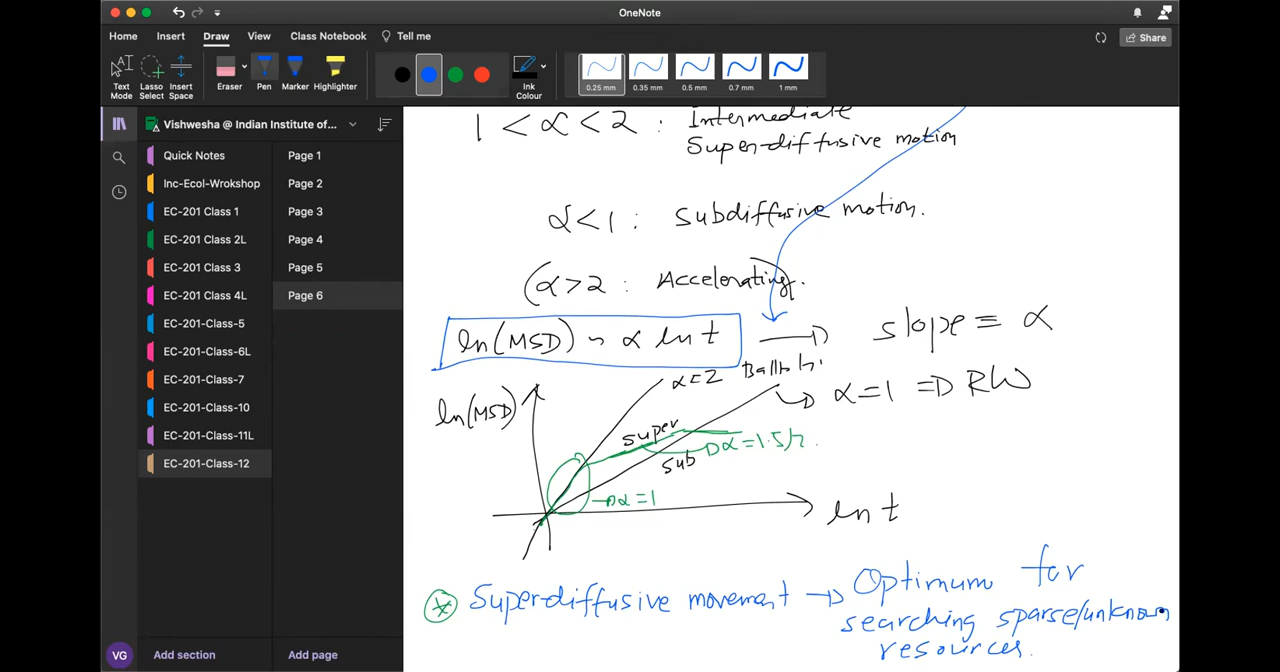 OneNote
Home Insert Draw View Class Notebook Tell me
Share
Text Mode
Lasso Select
Insert Space
Eraser
Pen
Marker
Highlighter
Ink Colour
0.25 mm 0.35 mm 0.5 mm 0.7 mm 1 mm
Vishwesha @ Indian Institute of...
Quick Notes
Inc-Ecol-Wrokshop
EC-201 Class 1
EC-201 Class 2L
EC-201 Class 3
EC-201 Class 4L
EC-201-Class-5
EC-201-Class-6L
EC-201-Class-7
EC-201-Class-10
EC-201-Class-11L
EC-201-Class-12
Page 1
Page 2
Page 3
Page 4
Page 5
Page 6
VG
Add section
Add page
1 < α < 2 : Intermediate
Super-diffusive motion
α < 1 : Subdiffusive motion.
(α > 2 : Accelerating).
ln(MSD) ~ α ln t → slope = α
α = 2
α = 1 ⇒ RW
ln(MSD)
super
sub
→ α = 1.5/2.
→ α = 1
ln t
* Super-diffusive movement → Optimum for
searching sparse/unknown
resources.